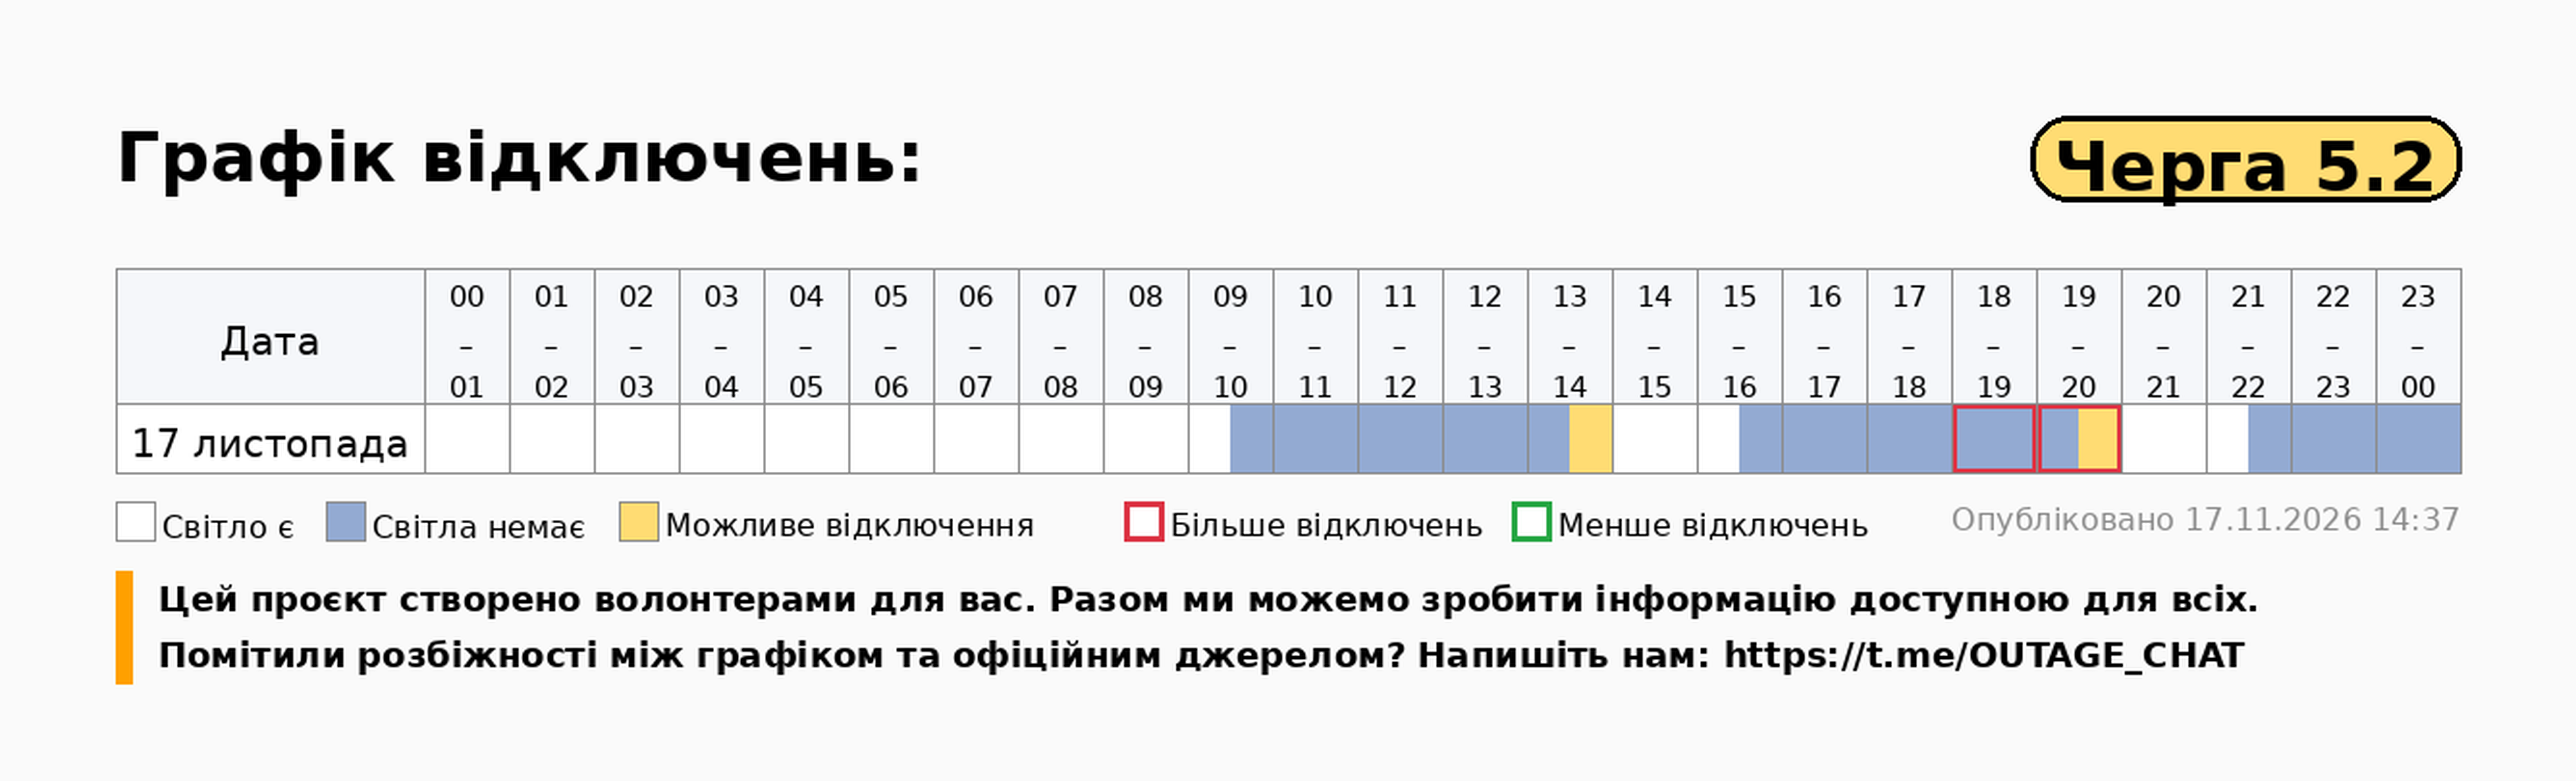 Графік відключень:
Черга 5.2
Дата 00 – 01 01 – 02 02 – 03 03 – 04 04 – 05 05 – 06 06 – 07 07 – 08 08 – 09 09 – 10 10 – 11 11 – 12 12 – 13 13 – 14 14 – 15 15 – 16 16 – 17 17 – 18 18 – 19 19 – 20 20 – 21 21 – 22 22 – 23 23 – 00
17 листопада
Світло є Світла немає Можливе відключення Більше відключень Менше відключень Опубліковано 17.11.2026 14:37
Цей проєкт створено волонтерами для вас. Разом ми можемо зробити інформацію доступною для всіх.
Помітили розбіжності між графіком та офіційним джерелом? Напишіть нам: https://t.me/OUTAGE_CHAT